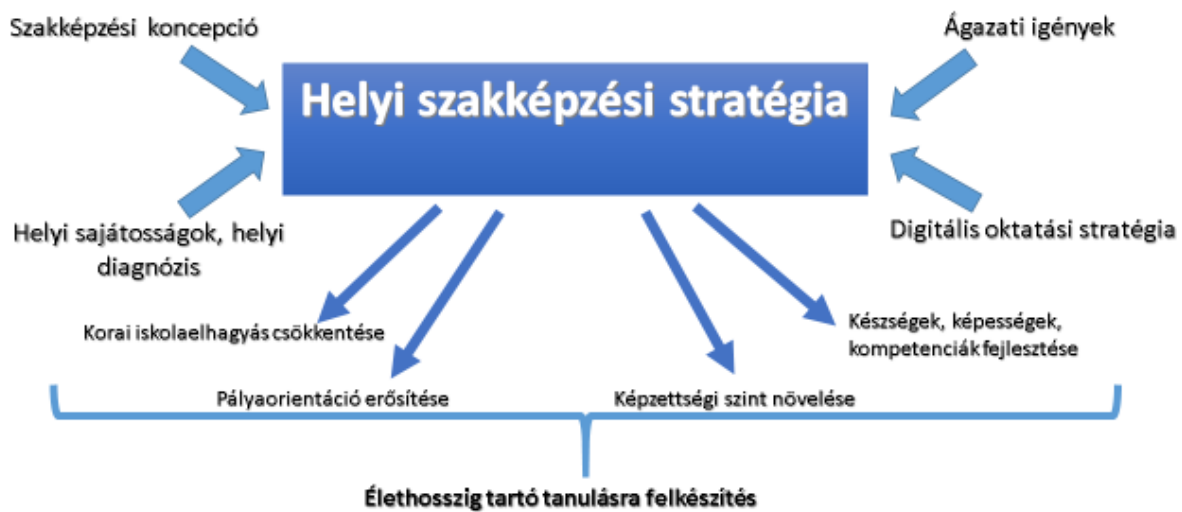 Szakképzési koncepció
Ágazati igények
Helyi szakképzési stratégia
Helyi sajátosságok, helyi
diagnózis
Digitális oktatási stratégia
Korai iskolaelhagyás csökkentése
Készségek, képességek,
kompetenciák fejlesztése
Pályaorientáció erősítése
Képzettségi szint növelése
Élethosszig tartó tanulásra felkészítés